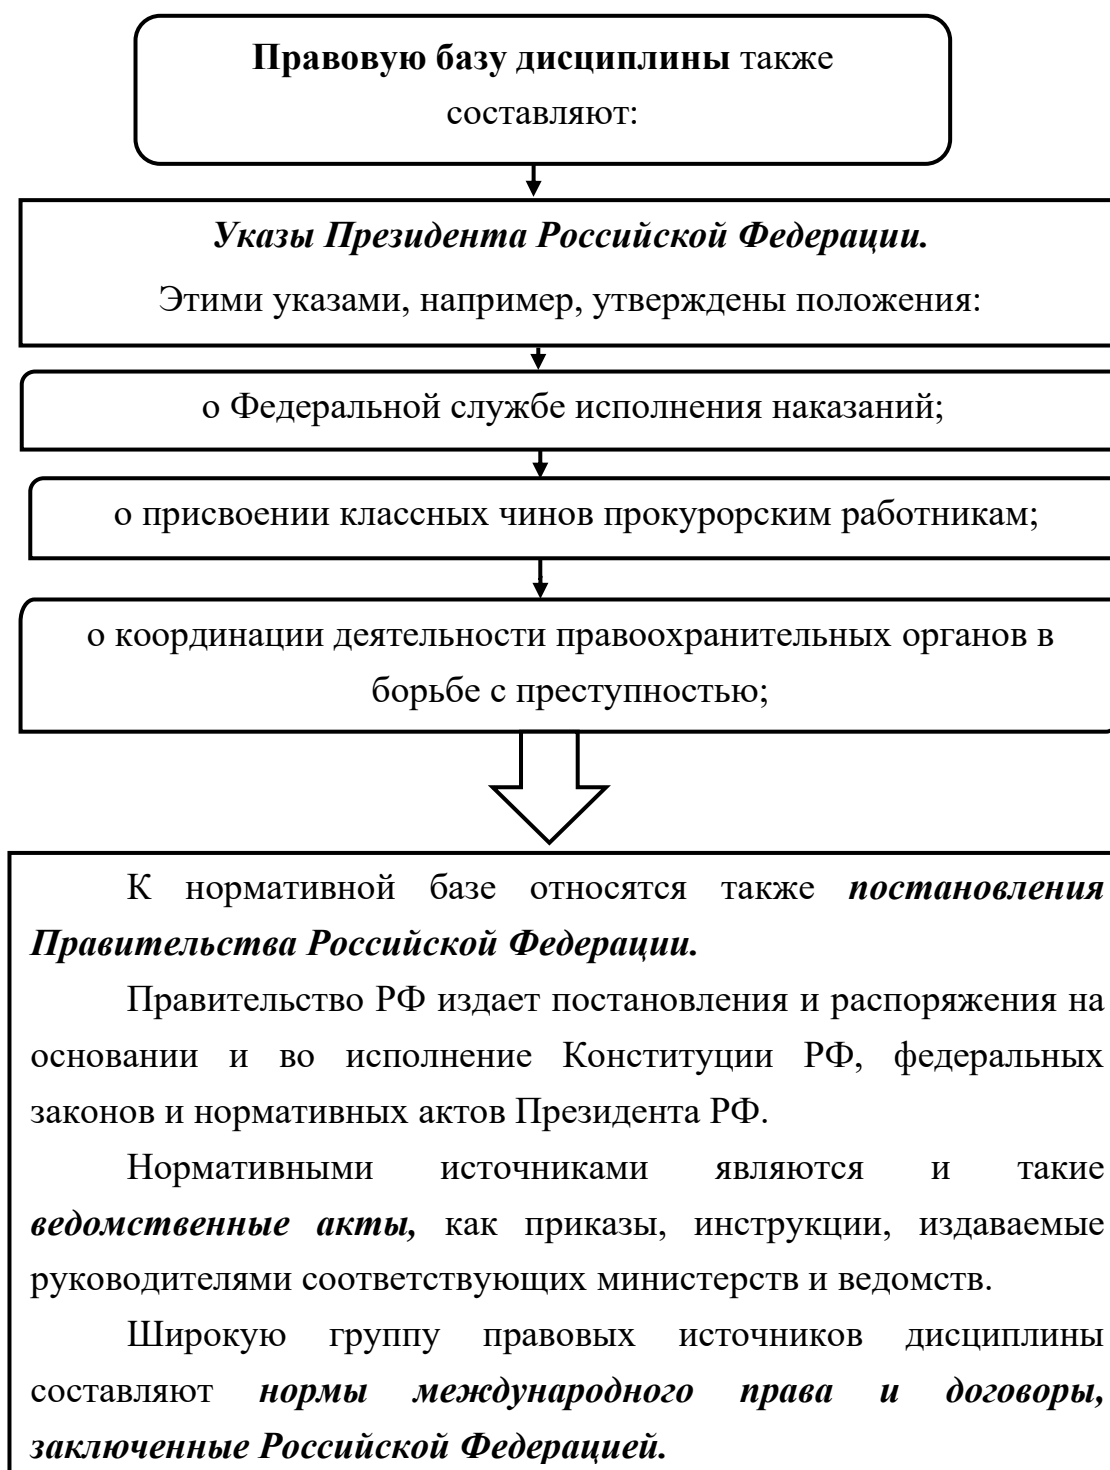 Правовую базу дисциплины также
составляют:
Указы Президента Российской Федерации.
Этими указами, например, утверждены положения:
о Федеральной службе исполнения наказаний;
о присвоении классных чинов прокурорским работникам;
о координации деятельности правоохранительных органов в
борьбе с преступностью;
К нормативной базе относятся также постановления
Правительства Российской Федерации.
Правительство РФ издает постановления и распоряжения на
основании и во исполнение Конституции РФ, федеральных
законов и нормативных актов Президента РФ.
Нормативными источниками являются и такие
ведомственные акты, как приказы, инструкции, издаваемые
руководителями соответствующих министерств и ведомств.
Широкую группу правовых источников дисциплины
составляют нормы международного права и договоры,
заключенные Российской Федерацией.